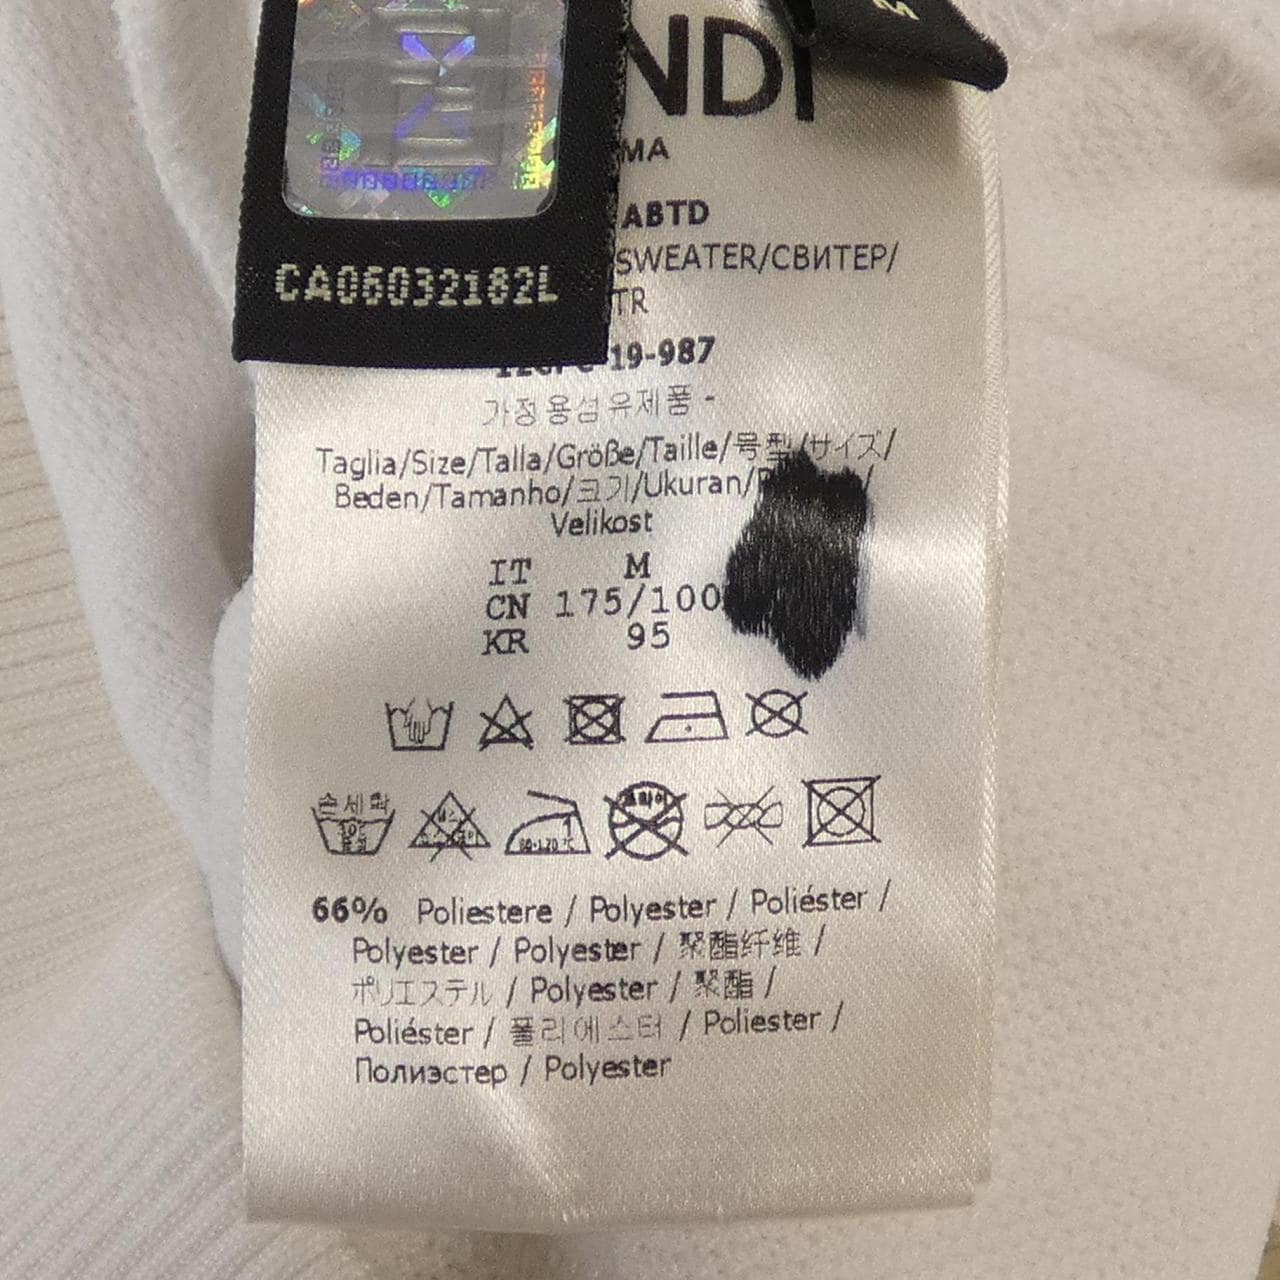 M
NDI
MA
ABTD
SWEATER/СВИТЕР/
TR
CA06032182L
19-987
가정용섬유제품 -
Taglia/Size/Talla/Größe/Taille/号型/サイズ/
Beden/Tamanho/크기/Ukuran/
Velikost
IT M
CN 175/100
KR 95
손세탁
66% Poliestere / Polyester / Poliéster /
Polyester / Polyester / 聚酯纤维 /
ポリエステル / Polyester / 聚酯 /
Poliéster / 폴리에스터 / Poliester /
Полиэстер / Polyester